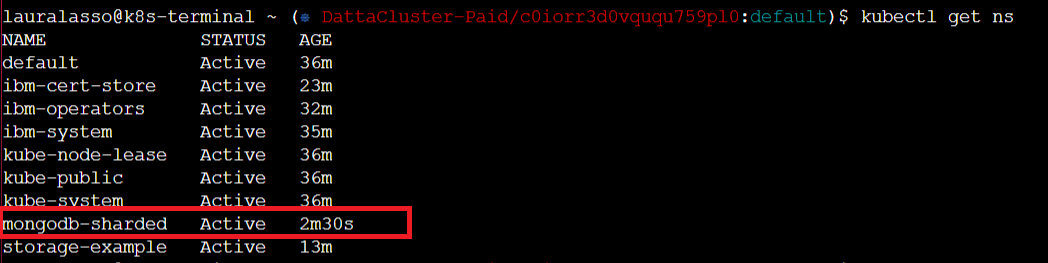 lauralasso@k8s-terminal ~ (⎈ DattaCluster-Paid/c0iorr3d0vququ759pl0:default)$ kubectl get ns
NAME STATUS AGE
default Active 36m
ibm-cert-store Active 23m
ibm-operators Active 32m
ibm-system Active 35m
kube-node-lease Active 36m
kube-public Active 36m
kube-system Active 36m
mongodb-sharded Active 2m30s
storage-example Active 13m